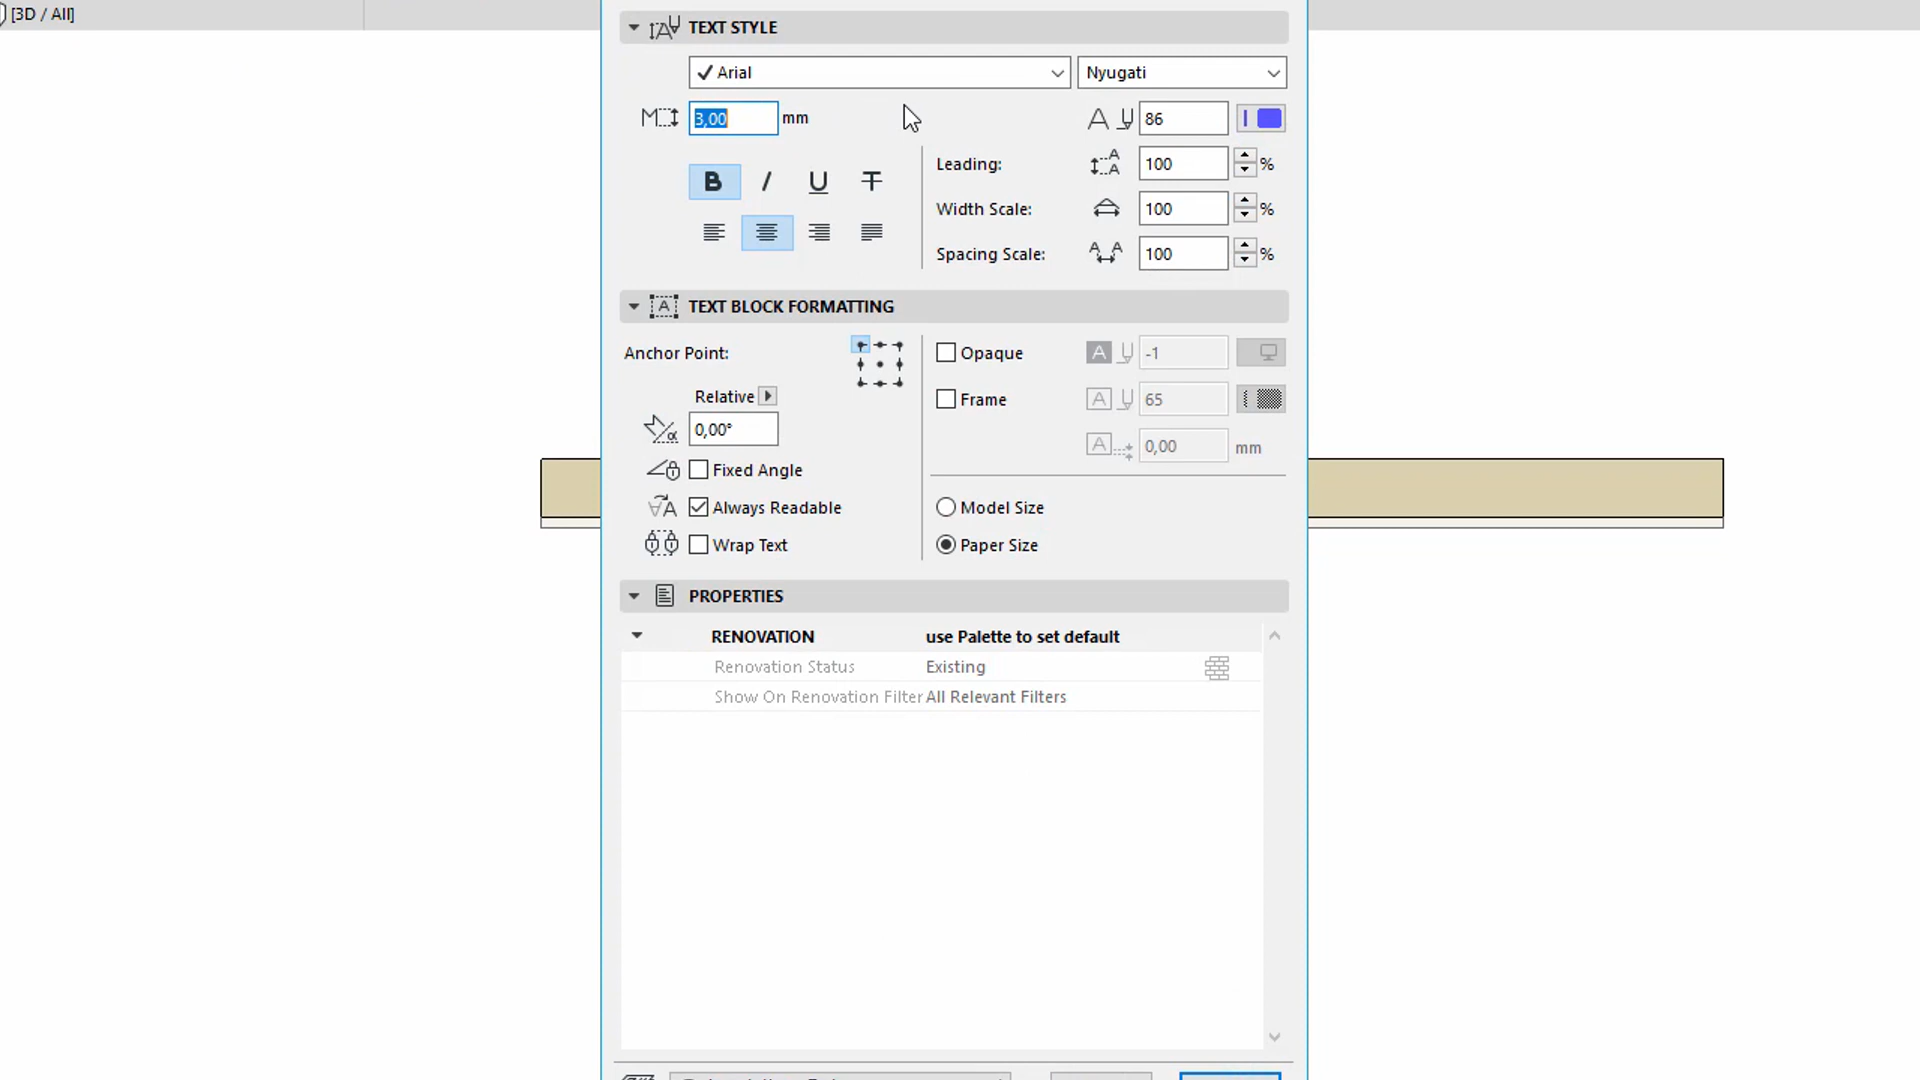 [3D / All]
TEXT STYLE
Arial
Nyugati
3,00 mm
86
Leading: 100 %
Width Scale: 100 %
Spacing Scale: 100 %
TEXT BLOCK FORMATTING
Anchor Point:
Opaque -1
Relative
Frame 65
0,00°
0,00 mm
Fixed Angle
Always Readable
Model Size
Wrap Text
Paper Size
PROPERTIES
RENOVATION use Palette to set default
Renovation Status Existing
Show On Renovation Filter All Relevant Filters